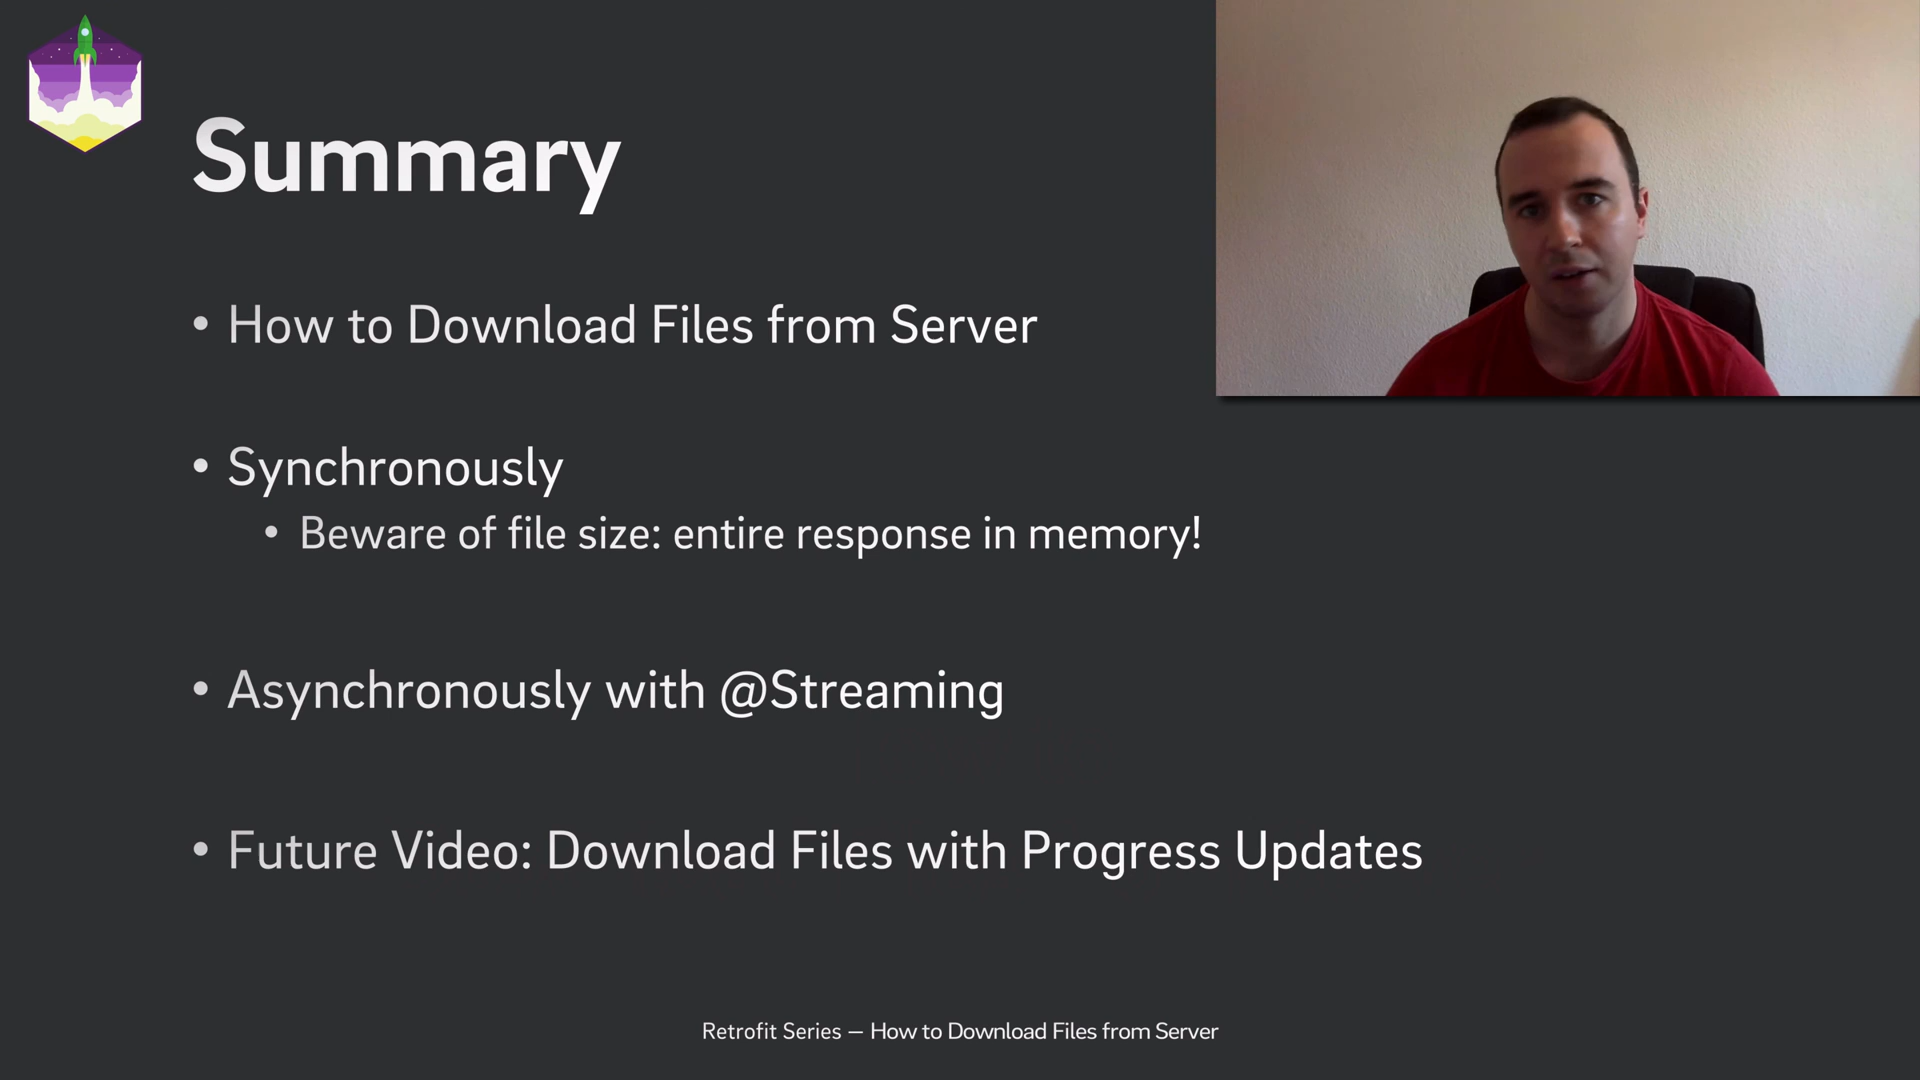 Summary
• How to Download Files from Server
• Synchronously
• Beware of file size: entire response in memory!
• Asynchronously with @Streaming
• Future Video: Download Files with Progress Updates
Retrofit Series — How to Download Files from Server